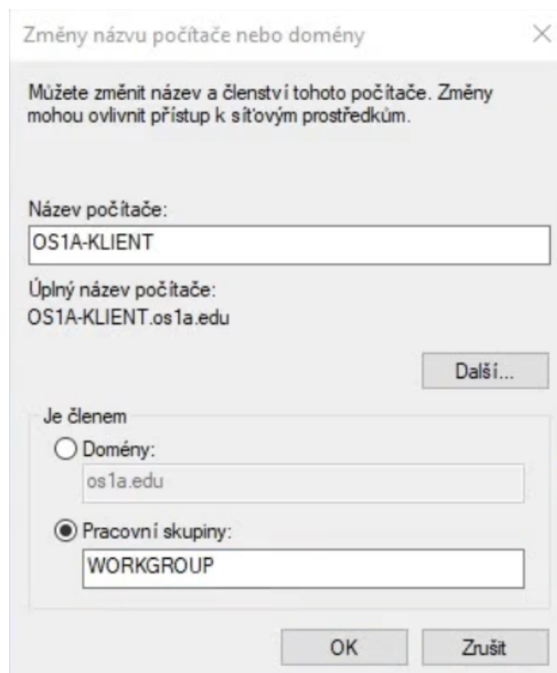 Změny názvu počítače nebo domény
Můžete změnit název a členství tohoto počítače. Změny
mohou ovlivnit přístup k síťovým prostředkům.
Název počítače:
OS1A-KLIENT
Úplný název počítače:
OS1A-KLIENT.os1a.edu
Další...
Je členem
Domény:
os1a.edu
Pracovní skupiny:
WORKGROUP
OK
Zrušit